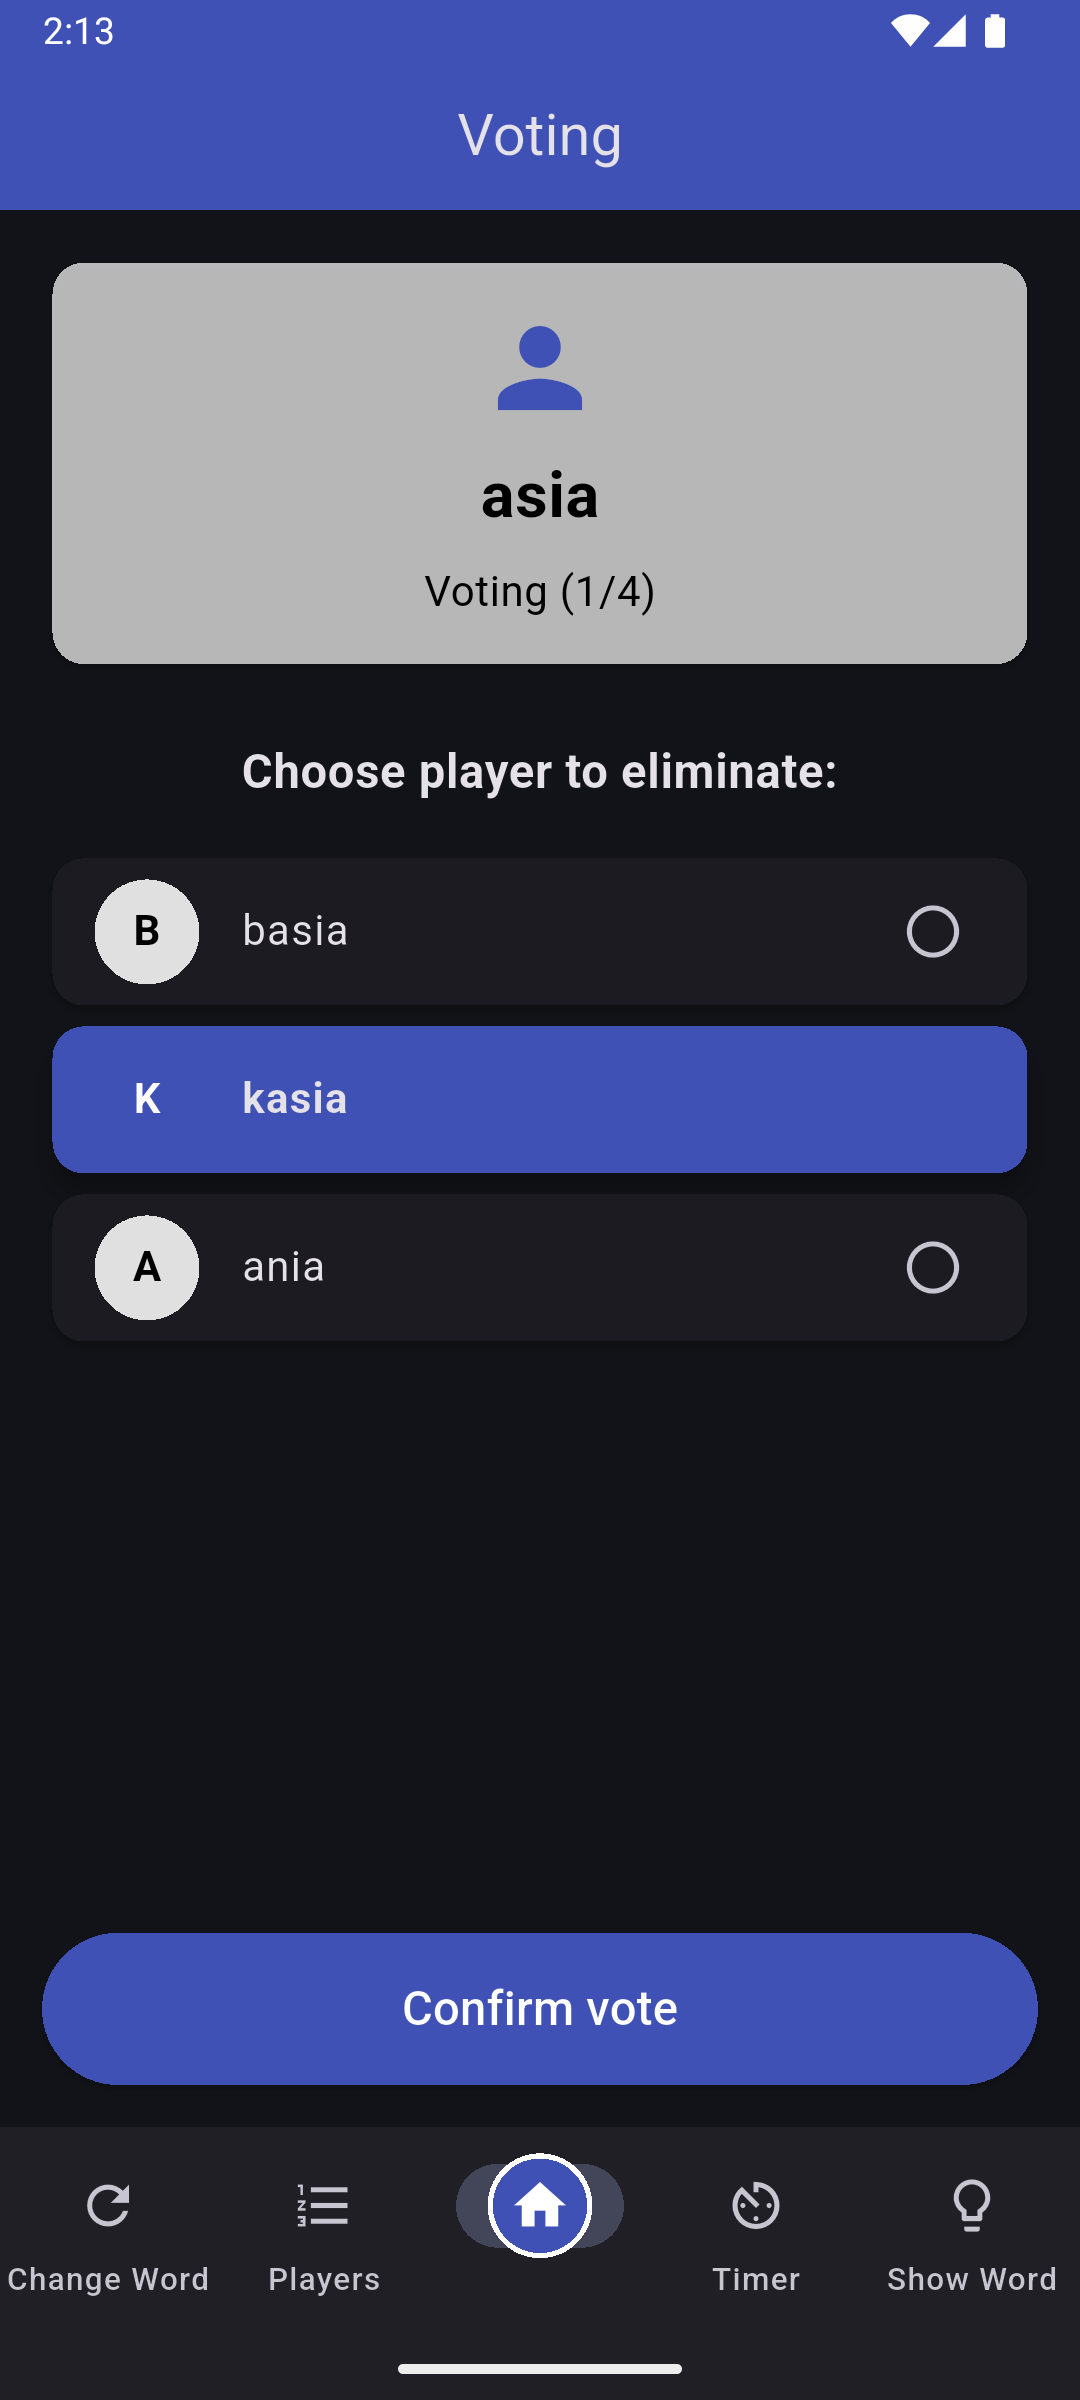 2:13
Voting
asia
Voting (1/4)
Choose player to eliminate:
B basia
K kasia
A ania
Confirm vote
Change Word Players Timer Show Word